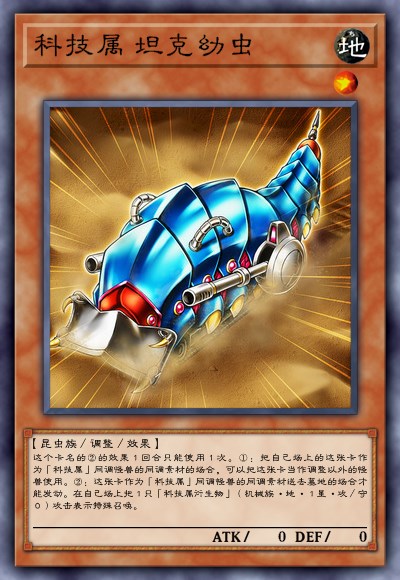 科技属 坦克幼虫
地
【昆虫族/调整/效果】
这个卡名的②的效果1回合只能使用1次。①：把自己场上的这张卡作
为「科技属」同调怪兽的同调素材的场合，可以把这张卡当作调整以外的怪
兽使用。②：这张卡作为「科技属」同调怪兽的同调素材送去墓地的场合才
能发动。在自己场上把1只「科技属衍生物」（机械族·地·1星·攻/守
0）攻击表示特殊召唤。
ATK/ 0 DEF/ 0